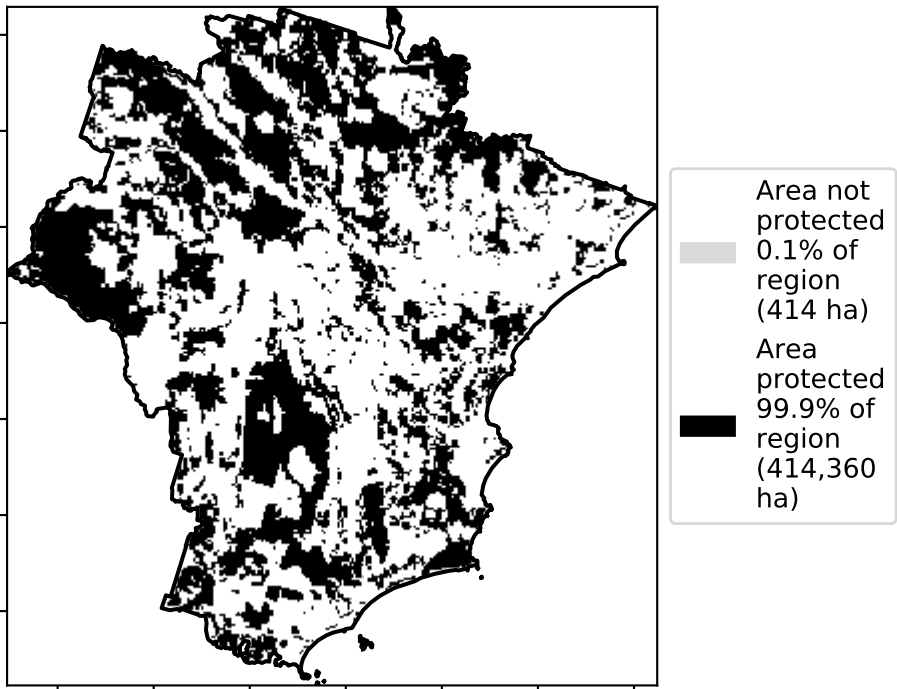 Area not
protected
0.1% of
region
(414 ha)
Area
protected
99.9% of
region
(414,360
ha)